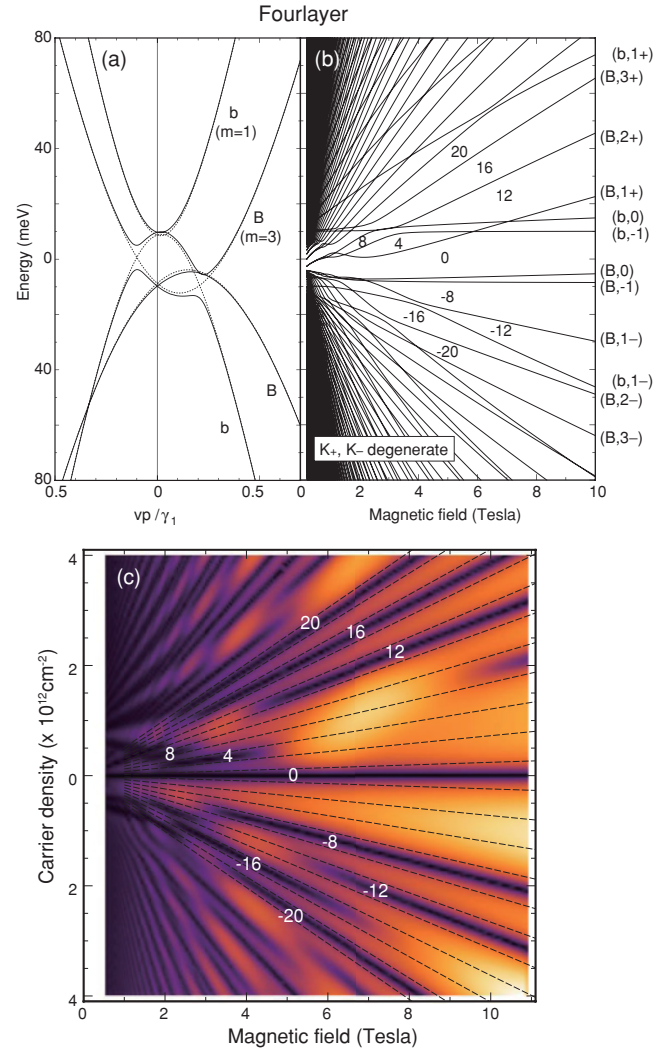 Fourlayer
80
40
0
40
80
Energy (meV)
(a)
b
(m=1)
B
(m=3)
B
b
0.5
0
0.5
vp / γ1
(b)
20
16
12
8
4
0
-8
-16
-12
-20
K+, K− degenerate
0
2
4
6
8
10
Magnetic field (Tesla)
(b,1+)
(B,3+)
(B,2+)
(B,1+)
(b,0)
(b,-1)
(B,0)
(B,-1)
(B,1−)
(b,1−)
(B,2−)
(B,3−)
(c)
4
2
0
2
4
Carrier density (x 10^12cm^-2)
20
16
12
8
4
0
-8
-16
-12
-20
0
2
4
6
8
10
Magnetic field (Tesla)